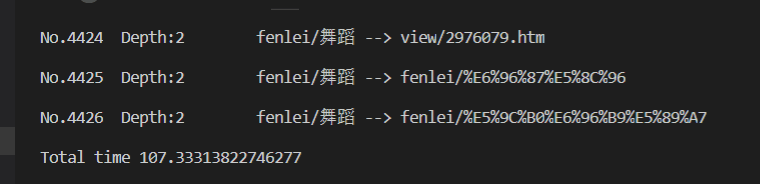 No.4424 Depth:2 fenlei/舞蹈 --> view/2976079.htm
No.4425 Depth:2 fenlei/舞蹈 --> fenlei/%E6%96%87%E5%8C%96
No.4426 Depth:2 fenlei/舞蹈 --> fenlei/%E5%9C%B0%E6%96%B9%E5%89%A7
Total time 107.33313822746277